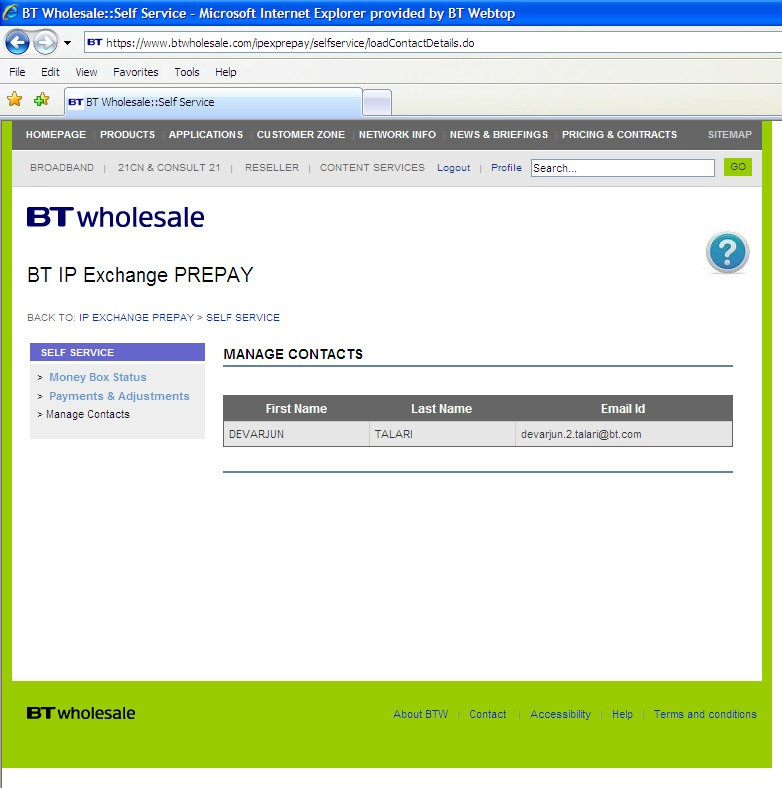 BT Wholesale::Self Service - Microsoft Internet Explorer provided by BT Webtop
BT https://www.btwholesale.com/ipexprepay/selfservice/loadContactDetails.do
File Edit View Favorites Tools Help
BT BT Wholesale::Self Service
HOMEPAGE PRODUCTS APPLICATIONS CUSTOMER ZONE NETWORK INFO NEWS & BRIEFINGS PRICING & CONTRACTS SITEMAP
BROADBAND | 21CN & CONSULT 21 | RESELLER | CONTENT SERVICES Logout | Profile Search... GO
BT wholesale
?
BT IP Exchange PREPAY
BACK TO: IP EXCHANGE PREPAY > SELF SERVICE
SELF SERVICE
> Money Box Status
> Payments & Adjustments
> Manage Contacts
MANAGE CONTACTS
First Name Last Name Email Id
DEVARJUN TALARI devarjun.2.talari@bt.com
BT wholesale
About BTW | Contact | Accessibility | Help | Terms and conditions